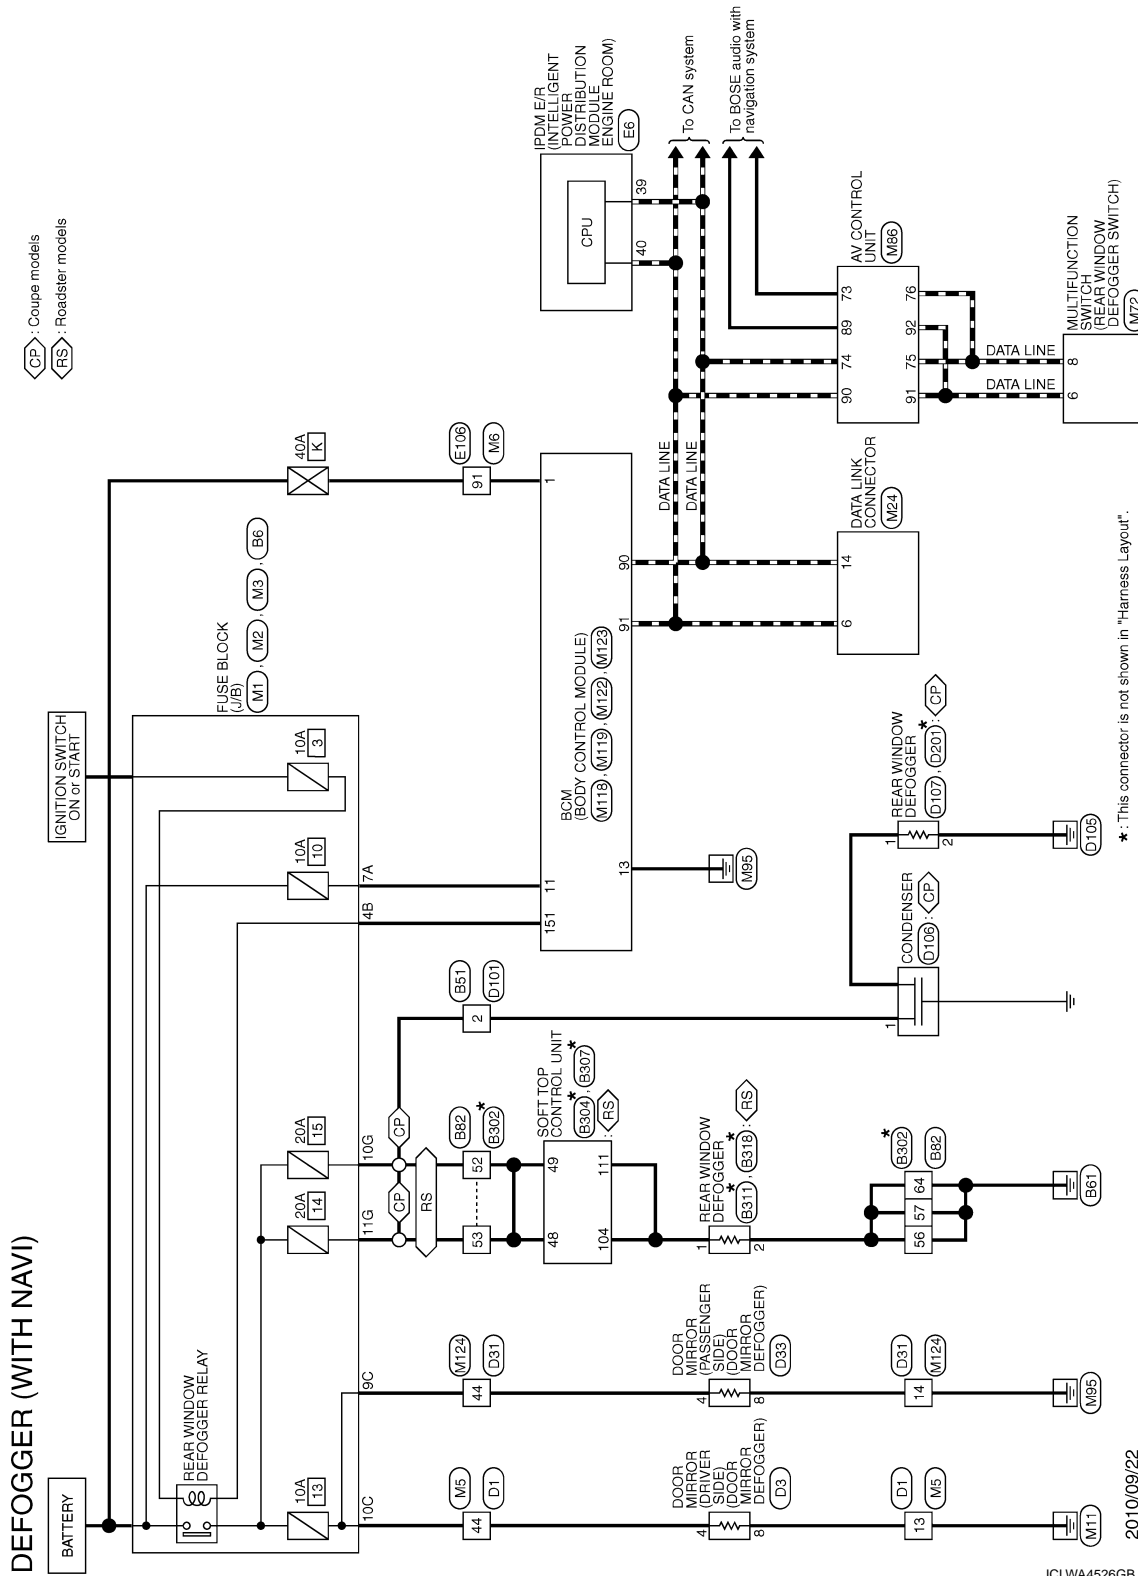 DEFOGGER (WITH NAVI)
CP : Coupe models
RS : Roadster models
BATTERY
IGNITION SWITCH
ON or START
FUSE BLOCK
(J/B)
M1 , M2 , M3 , B6
REAR WINDOW
DEFOGGER RELAY
10A
13
20A
14
20A
15
10A
10
10A
3
40A
K
10C
9C
11G
10G
4B
7A
CP
CP
RS
M5
44
D1
M124
44
D31
53
52
B82
B302 *
2
B51
D101
91
E106
M6
SOFT TOP
CONTROL UNIT
B304 * , B307 *
: RS
48
49
104
111
BCM
(BODY CONTROL MODULE)
M118 , M119 , M122 , M123
151
11
1
13
91
90
M95
IPDM E/R
(INTELLIGENT
POWER
DISTRIBUTION
MODULE
ENGINE ROOM)
E6
CPU
40
39
DATA LINE
DATA LINE
To CAN system
To BOSE audio with
navigation system
DOOR
MIRROR
(DRIVER
SIDE)
(DOOR
MIRROR
DEFOGGER)
D3
4
8
DOOR
MIRROR
(PASSENGER
SIDE)
(DOOR
MIRROR
DEFOGGER)
D33
4
8
REAR WINDOW
DEFOGGER
B311 * , B318 * : RS
1
2
CONDENSER
D106 : CP
1
REAR WINDOW
DEFOGGER
D107 , D201 * : CP
1
2
DATA LINK
CONNECTOR
M24
6
14
AV CONTROL
UNIT
M86
90
74
89
73
91
75
92
76
DATA LINE
DATA LINE
MULTIFUNCTION
SWITCH
(REAR WINDOW
DEFOGGER SWITCH)
M72
6
8
D1
13
M5
D31
14
M124
B302 *
B82
56
57
64
M11
M95
B61
D105
* : This connector is not shown in "Harness Layout".
2010/09/22
JCLWA4526GB